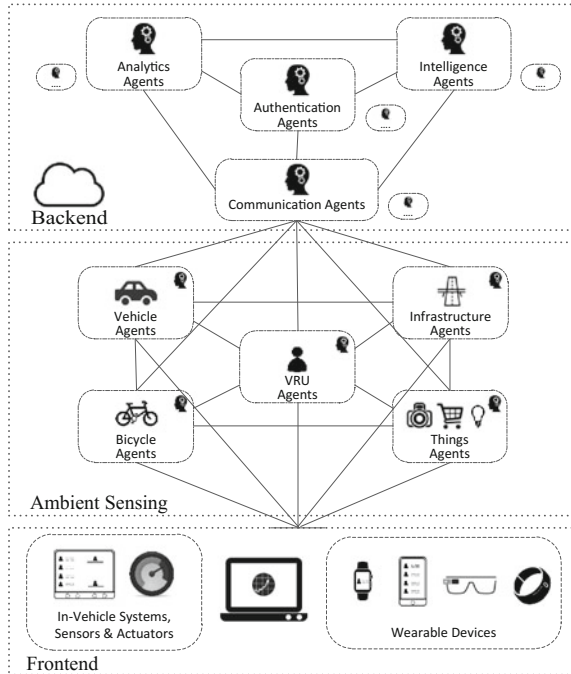 Analytics
Agents
Intelligence
Agents
Authentication
Agents
....
....
....
Communication Agents
....
Backend
Vehicle
Agents
Infrastructure
Agents
VRU
Agents
Bicycle
Agents
Things
Agents
Ambient Sensing
In-Vehicle Systems,
Sensors & Actuators
Wearable Devices
Frontend